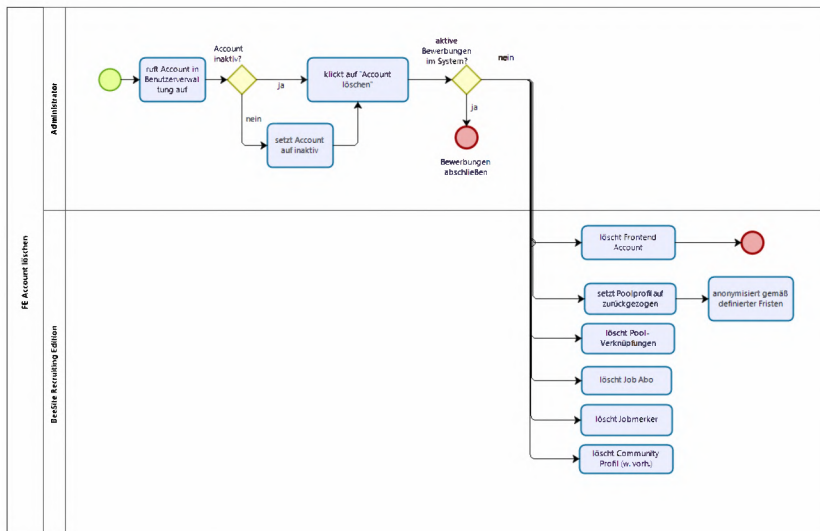 FE Account löschen
Administrator
ruft Account in
Benutzerverwal
tung auf
Account
inaktiv?
ja
nein
setzt Account
auf inaktiv
klickt auf "Account
löschen"
aktive
Bewerbungen
im System?
nein
ja
Bewerbungen
abschließen
BeeSite Recruiting Edition
löscht Frontend
Account
setzt Poolprofil auf
zurückgezogen
anonymisiert gemäß
definierter Fristen
löscht Pool-
Verknüpfungen
löscht Job Abo
löscht Jobmerker
löscht Community
Profil (w. vorh.)